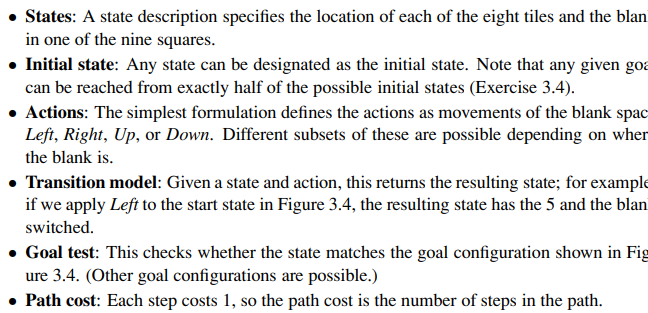 • States: A state description specifies the location of each of the eight tiles and the blan
in one of the nine squares.
• Initial state: Any state can be designated as the initial state. Note that any given goa
can be reached from exactly half of the possible initial states (Exercise 3.4).
• Actions: The simplest formulation defines the actions as movements of the blank spac
Left, Right, Up, or Down. Different subsets of these are possible depending on wher
the blank is.
• Transition model: Given a state and action, this returns the resulting state; for example
if we apply Left to the start state in Figure 3.4, the resulting state has the 5 and the blan
switched.
• Goal test: This checks whether the state matches the goal configuration shown in Fig
ure 3.4. (Other goal configurations are possible.)
• Path cost: Each step costs 1, so the path cost is the number of steps in the path.